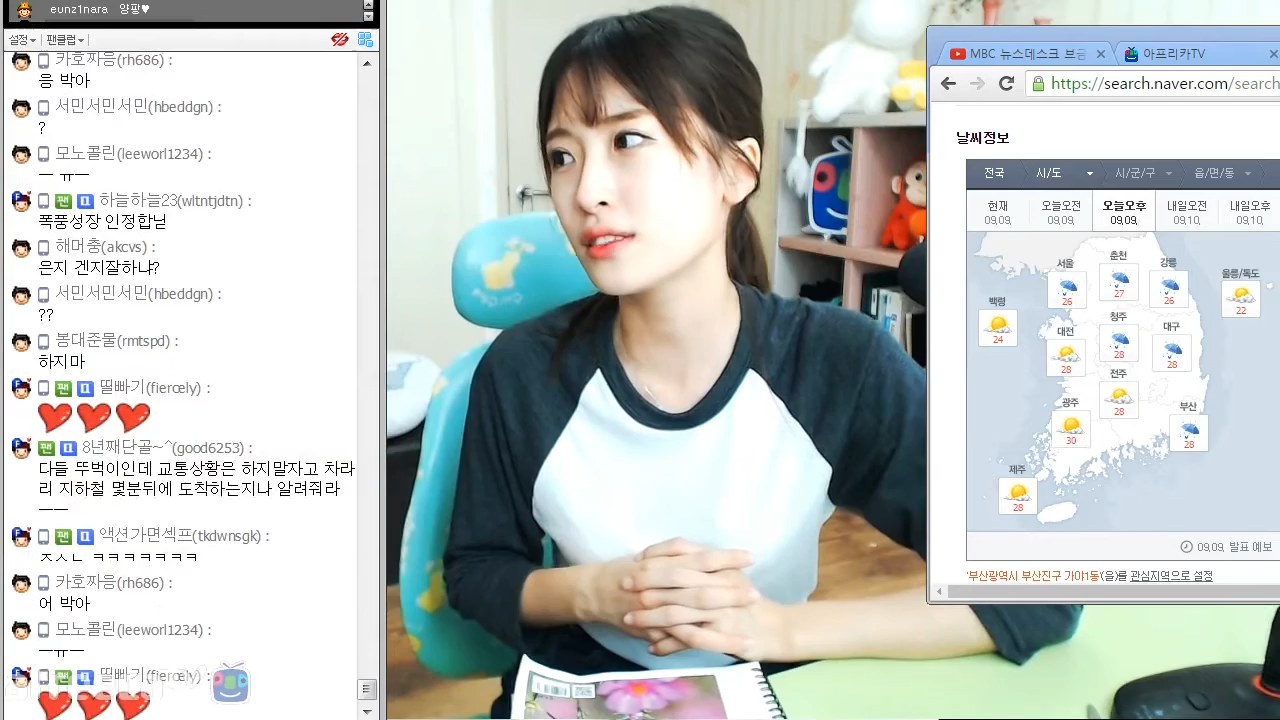 eunz1nara 양팡♥
설정 팬클럽
카호짜응(rh686) :
응 박아
서민서민서민(hbeddgn) :
?
모노콜린(leeworl1234) :
ㅡ ㅠㅡ
팬 n 하늘하늘23(wltntjdtn) :
폭풍성장 인정합닏
해머충(akcvs) :
은지 겐지잘하냐?
서민서민서민(hbeddgn) :
??
봉대준물(rmtspd) :
하지마
팬 n 띨빠기(fiercely) :
팬 n 8년째단골~^(good6253) :
다들 뚜벅이인데 교통상황은 하지말자고 차라
리 지하철 몇분뒤에 도착하는지나 알려줘라
ㅡㅡ
팬 n 액션가면섹프(tkdwnsgk) :
ㅈㅅㄴ ㅋㅋㅋㅋㅋㅋㅋ
카호짜응(rh686) :
어 박아
모노콜린(leeworl1234) :
ㅡㅠㅡ
팬 n 띨빠기(fiercely) :
MBC 뉴스데스크
아프리카TV
https://search.naver.com/search
날씨정보
전국 시/도 시/군/구 읍/면/동
현재 오늘오전 오늘오후 내일오전 내일오후
09.09. 09.09. 09.09. 09.10. 09.10.
춘천
27
서울
26
강릉
26
울릉/독도
22
백령
24
청주
28
대전
28
대구
28
전주
28
광주
30
부산
28
제주
28
09.09. 발표 예보
'부산광역시 부산진구 가야1동'(을)를 관심지역으로 설정